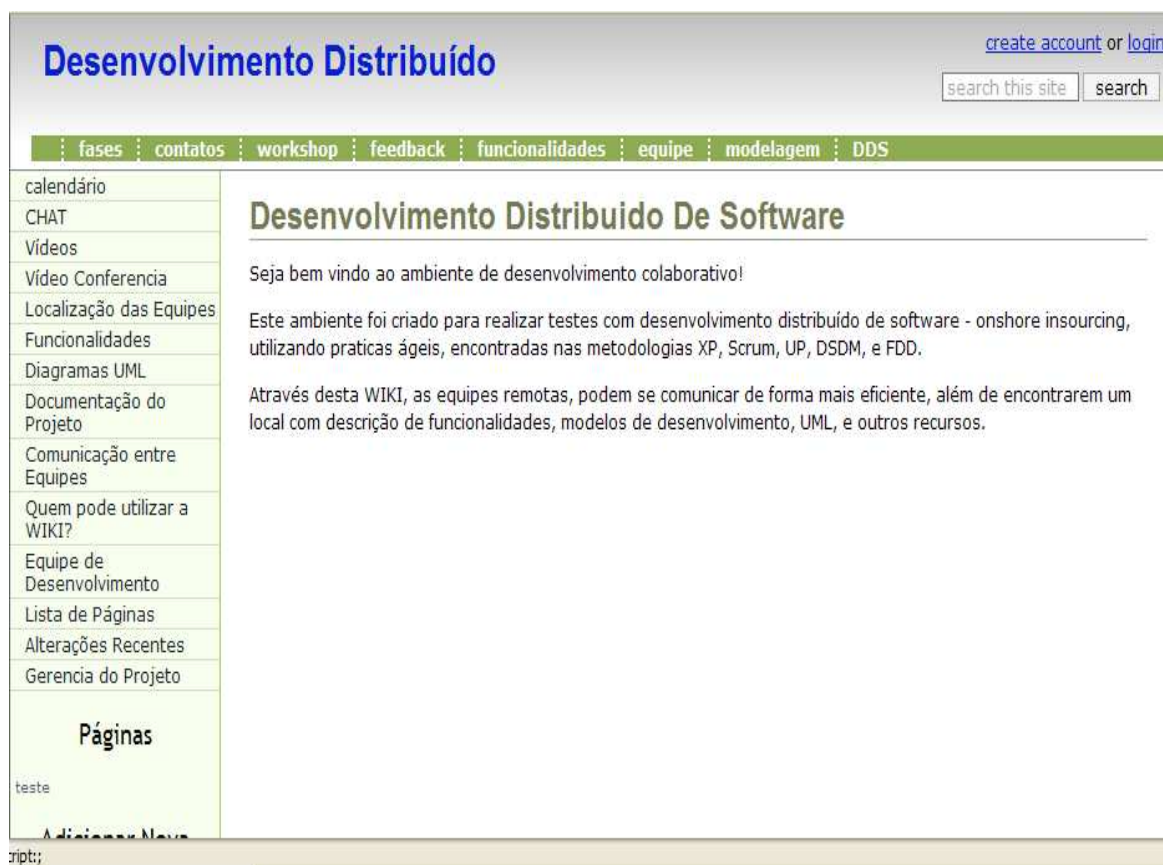 Desenvolvimento Distribuído
create account or login
search this site search
fases contatos workshop feedback funcionalidades equipe modelagem DDS
calendário
CHAT
Vídeos
Vídeo Conferencia
Localização das Equipes
Funcionalidades
Diagramas UML
Documentação do
Projeto
Comunicação entre
Equipes
Quem pode utilizar a
WIKI?
Equipe de
Desenvolvimento
Lista de Páginas
Alterações Recentes
Gerencia do Projeto
Páginas
teste
Adicionar Nova
Desenvolvimento Distribuido De Software
Seja bem vindo ao ambiente de desenvolvimento colaborativo!
Este ambiente foi criado para realizar testes com desenvolvimento distribuído de software - onshore insourcing,
utilizando praticas ágeis, encontradas nas metodologias XP, Scrum, UP, DSDM, e FDD.
Através desta WIKI, as equipes remotas, podem se comunicar de forma mais eficiente, além de encontrarem um
local com descrição de funcionalidades, modelos de desenvolvimento, UML, e outros recursos.
cript:;